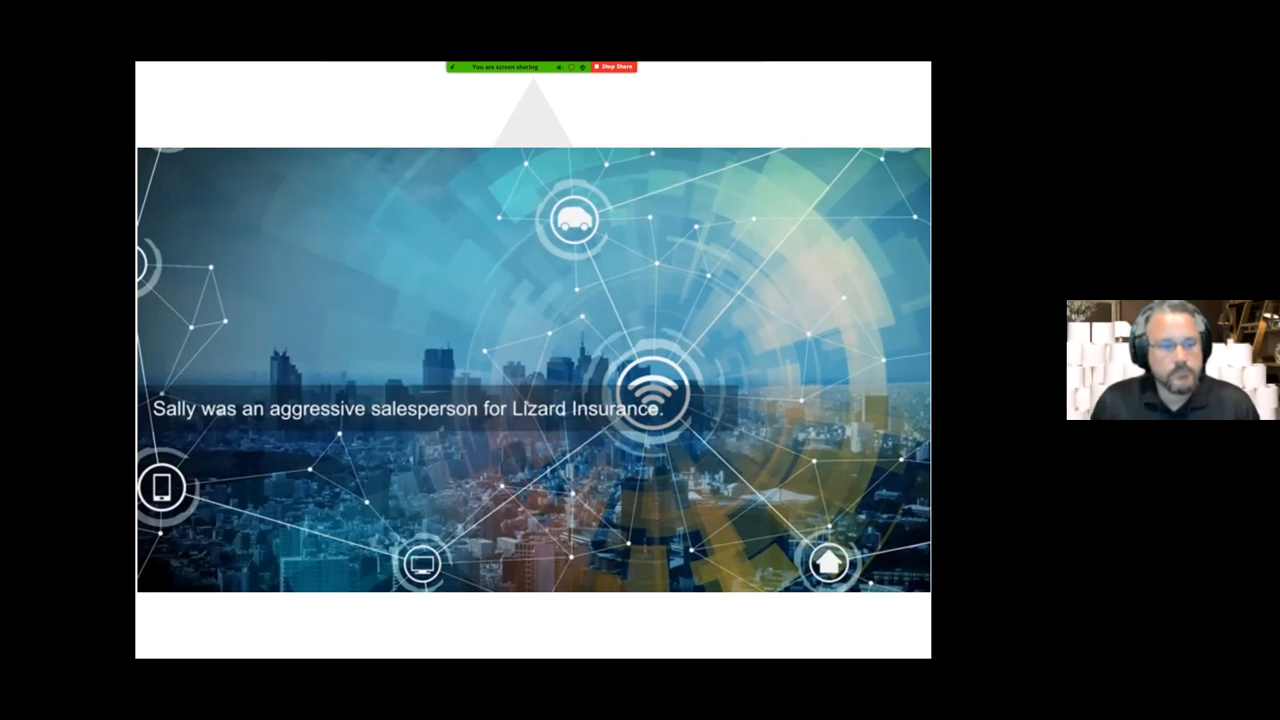 You are screen sharing
Stop Share
Sally was an aggressive salesperson for Lizard Insurance.